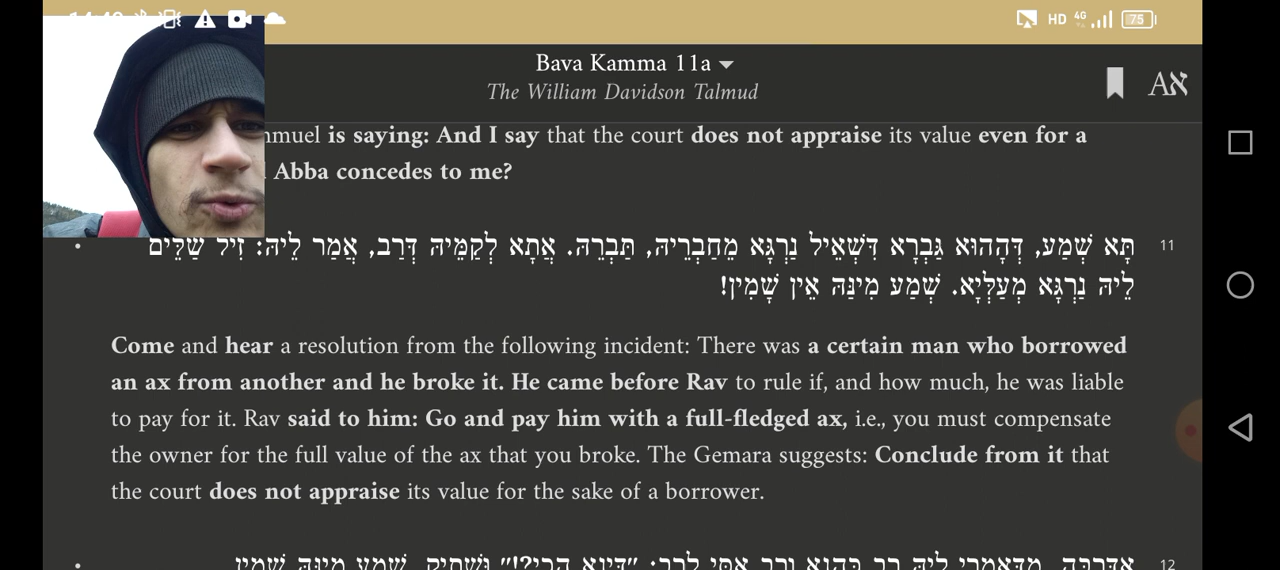 HD 4G 75
Bava Kamma 11a
The William Davidson Talmud
is saying: And I say that the court does not appraise its value even for a
Abba concedes to me?
11
תָּא שְׁמַע, דְּהָהוּא גַּבְרָא דִּשְׁאֵיל נַרְגָּא מֵחַבְרֵיהּ, תַּבְרֵהּ. אֲתָא לְקַמֵּיהּ דְּרַב, אֲמַר לֵיהּ: זִיל שַׁלֵּים
לֵיהּ נַרְגָּא מְעַלְּיָא. שְׁמַע מִינַּהּ אֵין שָׁמִין!
Come and hear a resolution from the following incident: There was a certain man who borrowed
an ax from another and he broke it. He came before Rav to rule if, and how much, he was liable
to pay for it. Rav said to him: Go and pay him with a full-fledged ax, i.e., you must compensate
the owner for the full value of the ax that you broke. The Gemara suggests: Conclude from it that
the court does not appraise its value for the sake of a borrower.
12